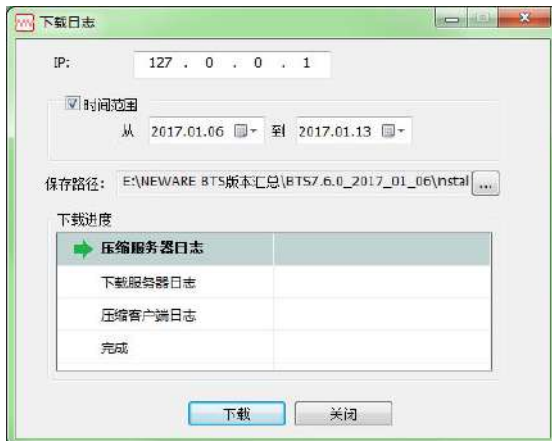 下载日志
IP: 127 . 0 . 0 . 1
时间范围
从 2017.01.06 到 2017.01.13
保存路径: E:\NEWARE BTS版本汇总\BTS7.6.0_2017_01_06\Instal ...
下载进度
压缩服务器日志
下载服务器日志
压缩客户端日志
完成
下载 关闭